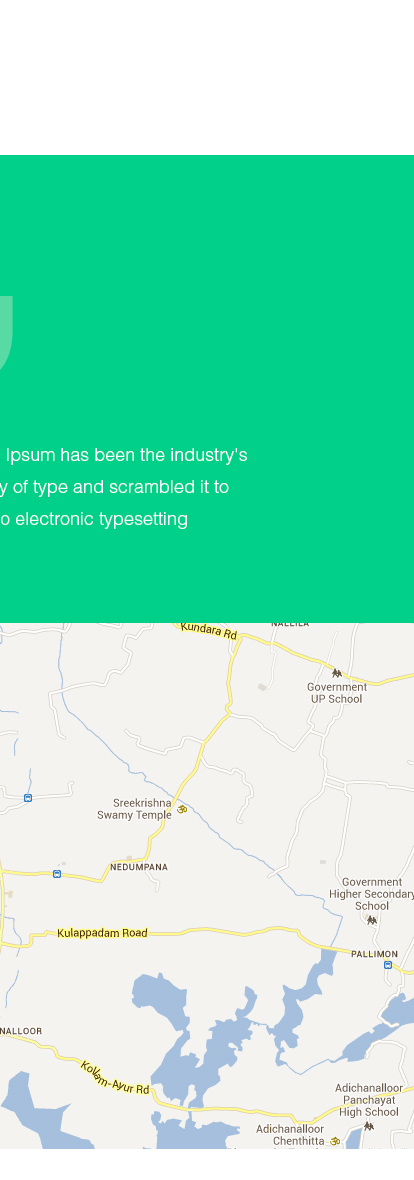 Ipsum has been the industry's
y of type and scrambled it to
o electronic typesetting
NALLILA
Kundara Rd
Government
UP School
Sreekrishna
Swamy Temple
NEDUMPANA
Government
Higher Secondary
School
Kulappadam Road
PALLIMON
NALLOOR
Kollam-Ayur Rd
Adichanalloor
Panchayat
High School
Adichanalloor
Chenthitta